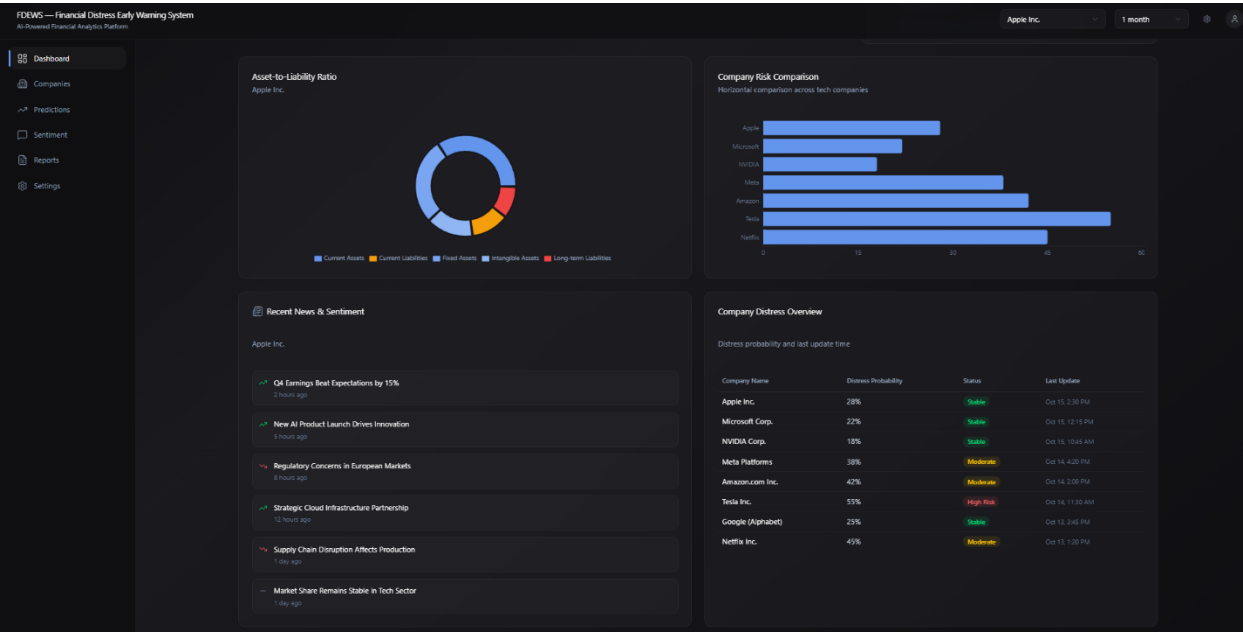 FDEWS — Financial Distress Early Warning System
AI-Powered Financial Analytics Platform
Apple Inc.
1 month
Dashboard
Companies
Predictions
Sentiment
Reports
Settings
Asset-to-Liability Ratio
Apple Inc.
Current Assets Current Liabilities Fixed Assets Intangible Assets Long-term Liabilities
Company Risk Comparison
Horizontal comparison across tech companies
Apple
Microsoft
NVIDIA
Meta
Amazon
Tesla
Netflix
0 15 30 45 60
Recent News & Sentiment
Apple Inc.
Q4 Earnings Beat Expectations by 15%
2 hours ago
New AI Product Launch Drives Innovation
5 hours ago
Regulatory Concerns in European Markets
8 hours ago
Strategic Cloud Infrastructure Partnership
12 hours ago
Supply Chain Disruption Affects Production
1 day ago
Market Share Remains Stable in Tech Sector
1 day ago
Company Distress Overview
Distress probability and last update time
Company Name Distress Probability Status Last Update
Apple Inc. 28% Stable Oct 15, 2:30 PM
Microsoft Corp. 22% Stable Oct 15, 12:15 PM
NVIDIA Corp. 18% Stable Oct 15, 10:45 AM
Meta Platforms 38% Moderate Oct 14, 4:20 PM
Amazon.com Inc. 42% Moderate Oct 14, 2:00 PM
Tesla Inc. 55% High Risk Oct 14, 11:30 AM
Google (Alphabet) 25% Stable Oct 13, 3:45 PM
Netflix Inc. 45% Moderate Oct 13, 1:20 PM